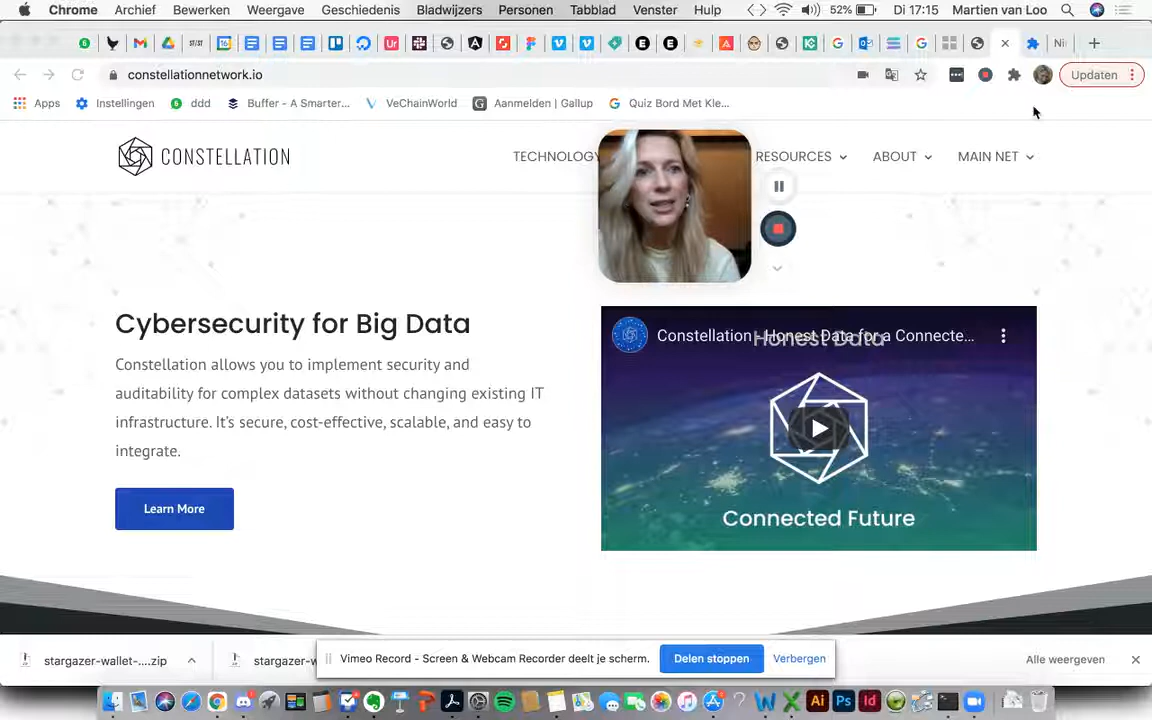 Chrome Archief Bewerken Weergave Geschiedenis Bladwijzers Personen Tabblad Venster Hulp 52% Di 17:15 Martien van Loo
constellationnetwork.io
Updaten
Apps Instellingen ddd Buffer - A Smarter... VeChainWorld Aanmelden | Gallup Quiz Bord Met Kle...
CONSTELLATION
TECHNOLOGY RESOURCES ABOUT MAIN NET
Cybersecurity for Big Data
Constellation allows you to implement security and
auditability for complex datasets without changing existing IT
infrastructure. It's secure, cost-effective, scalable, and easy to
integrate.
Learn More
Constellation - Honest Data for a Connecte...
Honest Data
Connected Future
stargazer-wallet-....zip
stargazer-w
Vimeo Record - Screen & Webcam Recorder deelt je scherm.
Delen stoppen
Verbergen
Alle weergeven